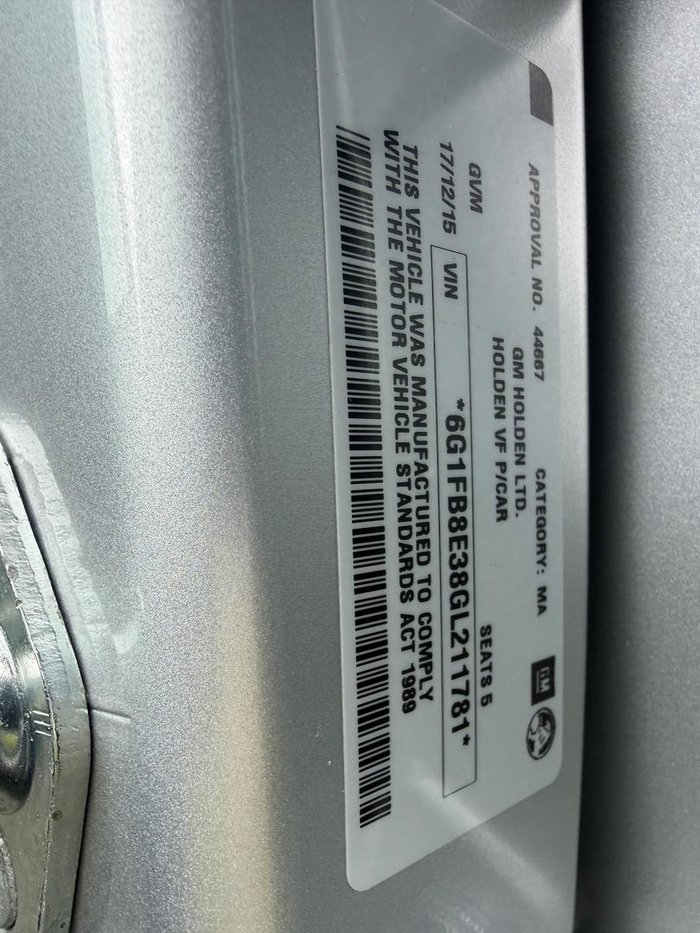 APPROVAL NO. 44667 CATEGORY: MA
GM
GM HOLDEN LTD.
HOLDEN VF P/CAR
GVM SEATS 5
17/12/15 VIN *6G1FB8E38GL211781*
THIS VEHICLE WAS MANUFACTURED TO COMPLY
WITH THE MOTOR VEHICLE STANDARDS ACT 1989